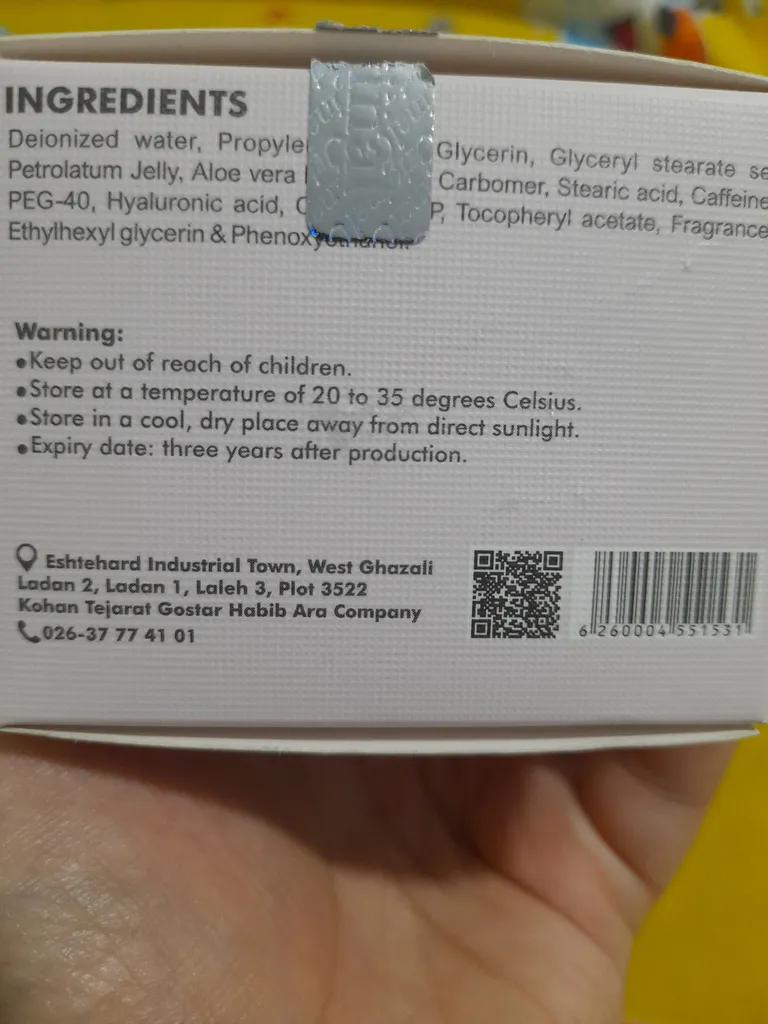 INGREDIENTS
Deionized water, Glycerin, Glyceryl stearate se
Petrolatum Jelly, Aloe vera Carbomer, Stearic acid, Caffeine
PEG-40, Hyaluronic acid, P, Tocopheryl acetate, Fragrance
Ethylhexyl glycerin & Phenoxyethanol.
Warning:
•Keep out of reach of children.
•Store at a temperature of 20 to 35 degrees Celsius.
•Store in a cool, dry place away from direct sunlight.
•Expiry date: three years after production.
Eshtehard Industrial Town, West Ghazali
Ladan 2, Ladan 1, Laleh 3, Plot 3522
Kohan Tejarat Gostar Habib Ara Company
026-37 77 41 01
6 260004 551531